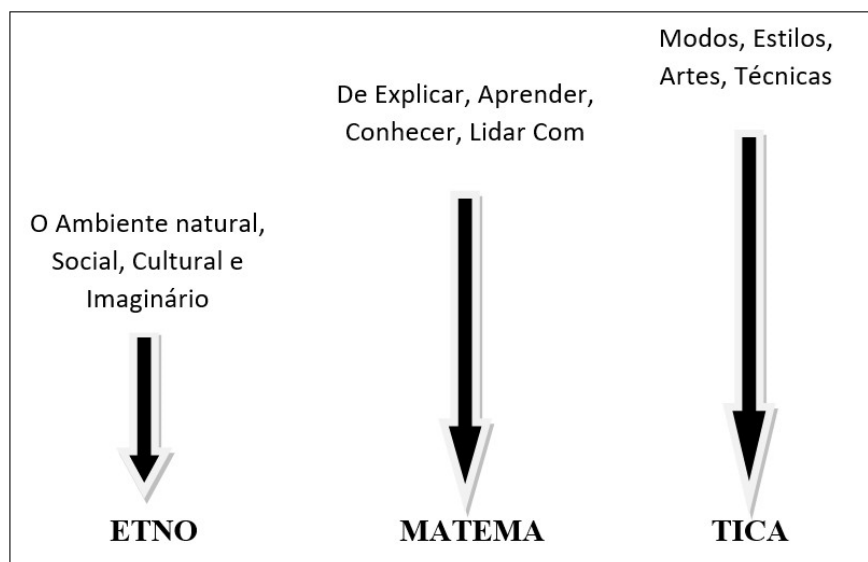 O Ambiente natural,
Social, Cultural e
Imaginário
De Explicar, Aprender,
Conhecer, Lidar Com
Modos, Estilos,
Artes, Técnicas
ETNO
MATEMA
TICA